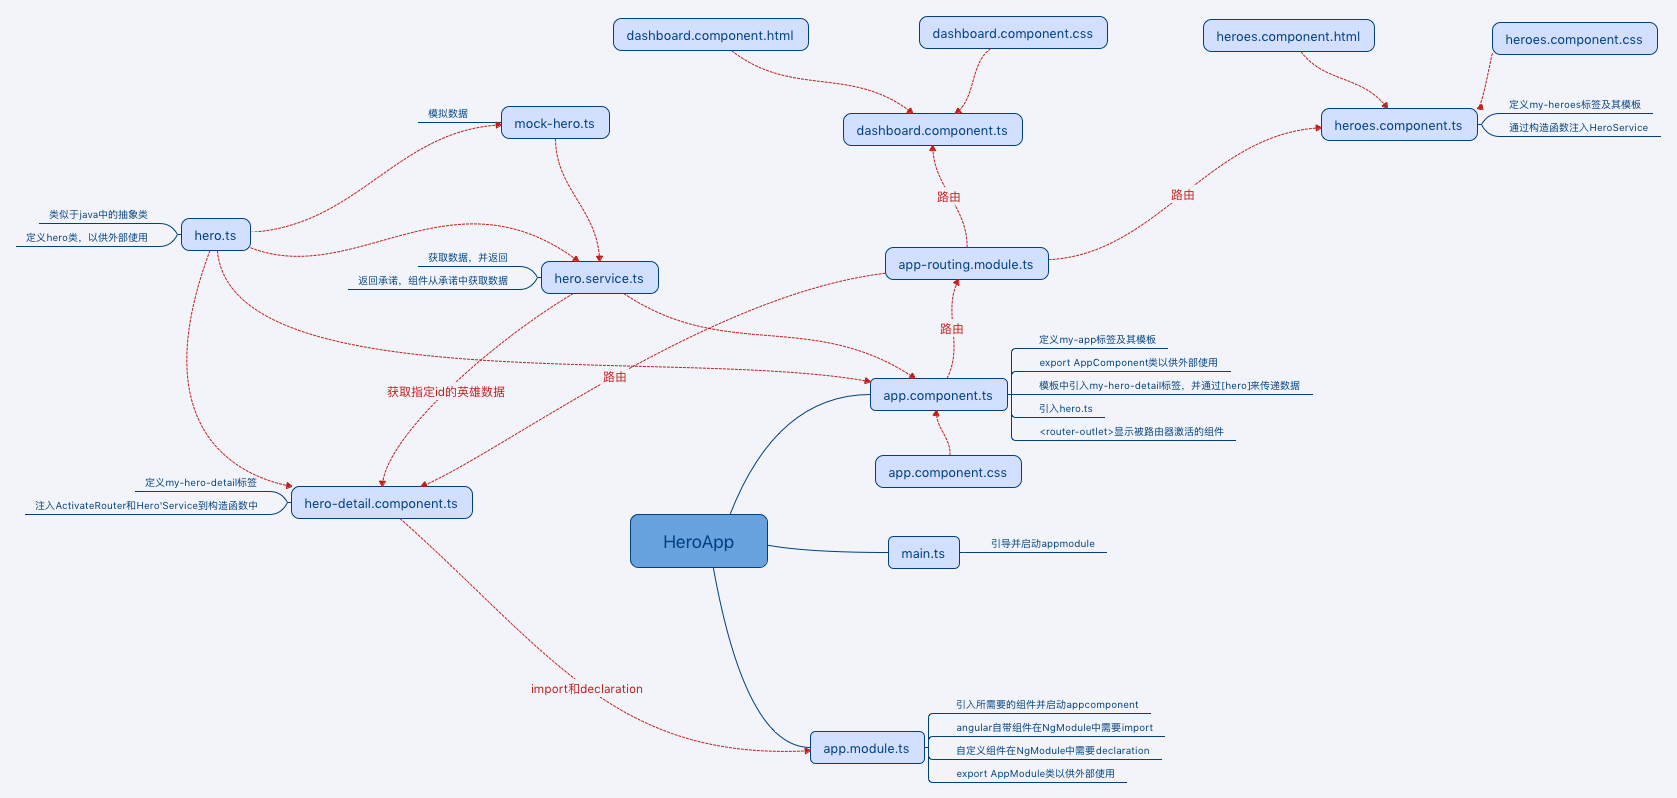 dashboard.component.html
dashboard.component.css
heroes.component.html
heroes.component.css
模拟数据
mock-hero.ts
dashboard.component.ts
heroes.component.ts
定义my-heroes标签及其模板
通过构造函数注入HeroService
路由
路由
类似于java中的抽象类
定义hero类，以供外部使用
hero.ts
获取数据，并返回
返回承诺，组件从承诺中获取数据
hero.service.ts
app-routing.module.ts
路由
获取指定id的英雄数据
路由
app.component.ts
定义my-app标签及其模板
export AppComponent类以供外部使用
模板中引入my-hero-detail标签，并通过[hero]来传递数据
引入hero.ts
<router-outlet>显示被路由器激活的组件
app.component.css
定义my-hero-detail标签
注入ActivateRouter和Hero'Service到构造函数中
hero-detail.component.ts
HeroApp
main.ts
引导并启动appmodule
import和declaration
app.module.ts
引入所需要的组件并启动appcomponent
angular自带组件在NgModule中需要import
自定义组件在NgModule中需要declaration
export AppModule类以供外部使用